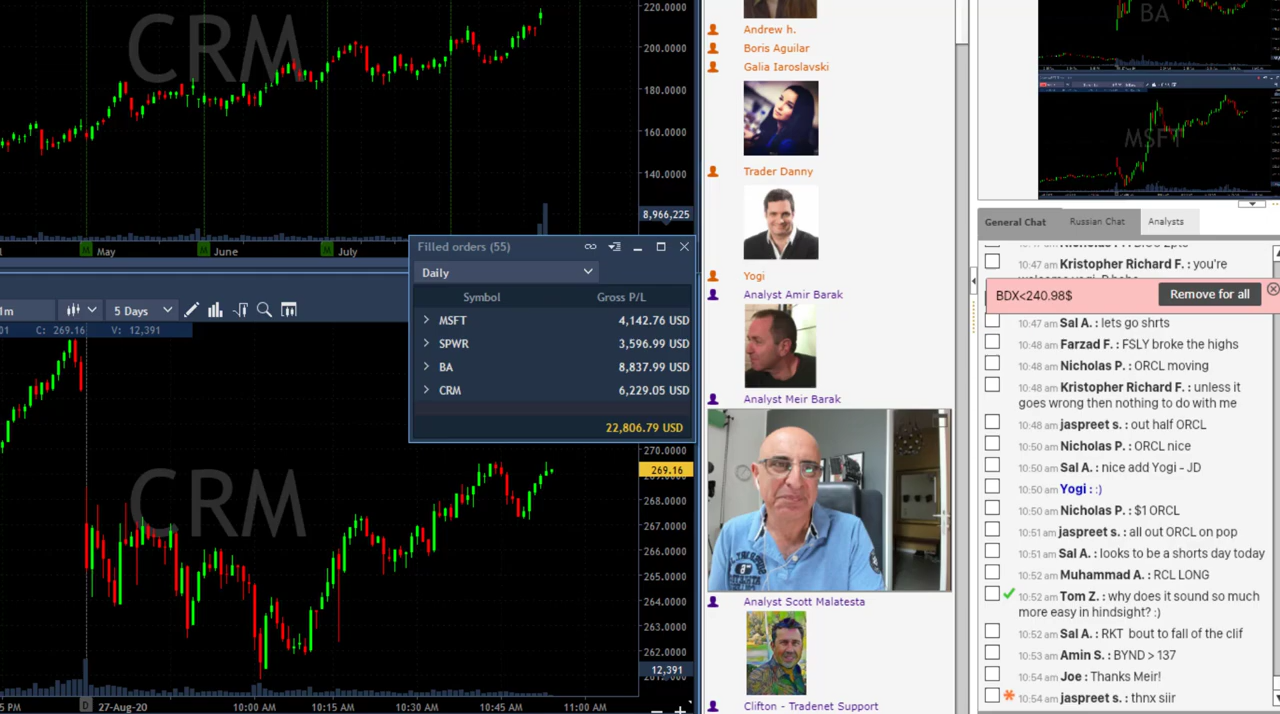 CRM
220.0000
200.0000
180.0000
160.0000
140.0000
8,966,225
May
June
July
1m
5 Days
C: 269.16 V: 12,391
CRM
Filled orders (55)
Daily
Symbol Gross P/L
MSFT 4,142.76 USD
SPWR 3,596.99 USD
BA 8,837.99 USD
CRM 6,229.05 USD
22,806.79 USD
270.0000
269.16
268.0000
267.0000
266.0000
265.0000
264.0000
263.0000
262.0000
12,391
D 27-Aug-20 10:00 AM 10:15 AM 10:30 AM 10:45 AM 11:00 AM
Andrew h.
Boris Aguilar
Galia Iaroslavski
Trader Danny
Yogi
Analyst Amir Barak
Analyst Meir Barak
Analyst Scott Malatesta
Clifton - Tradenet Support
BA
MSFT
General Chat Russian Chat Analysts
10:47 am Kristopher Richard F. : you're
BDX<240.98$ Remove for all
10:47 am Sal A. : lets go shrts
10:48 am Farzad F. : FSLY broke the highs
10:48 am Nicholas P. : ORCL moving
10:48 am Kristopher Richard F. : unless it
goes wrong then nothing to do with me
10:48 am jaspreet s. : out half ORCL
10:50 am Nicholas P. : ORCL nice
10:50 am Sal A. : nice add Yogi - JD
10:50 am Yogi : :)
10:50 am Nicholas P. : $1 ORCL
10:51 am jaspreet s. : all out ORCL on pop
10:51 am Sal A. : looks to be a shorts day today
10:52 am Muhammad A. : RCL LONG
10:52 am Tom Z. : why does it sound so much
more easy in hindsight? :)
10:52 am Sal A. : RKT bout to fall of the clif
10:53 am Amin S. : BYND > 137
10:54 am Joe : Thanks Meir!
10:54 am jaspreet s. : thnx siir